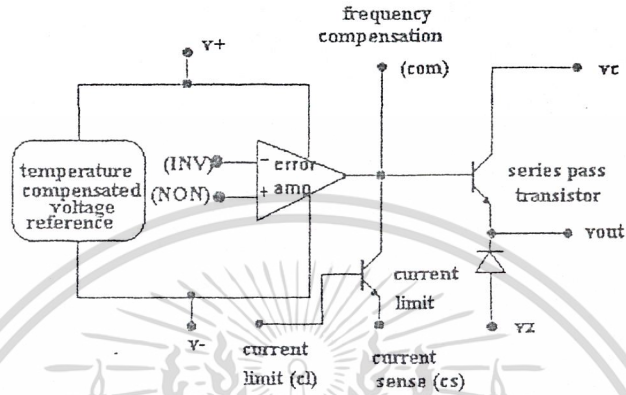 frequency
compensation
(com)
v+
vc
temperature
compensated
voltage
reference
(INV)
(NON)
- error
+ amp
series pass
transistor
vout
current
limit
v-
current
limit (cl)
current
sense (cs)
vz